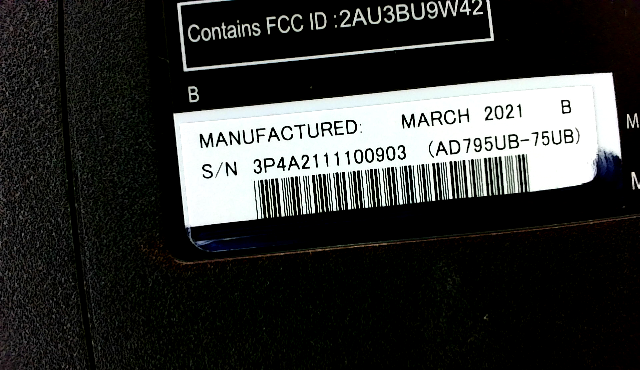 Contains FCC ID :2AU3BU9W42
B
MANUFACTURED: MARCH 2021 B
S/N 3P4A2111100903 (AD795UB-75UB)
M
M